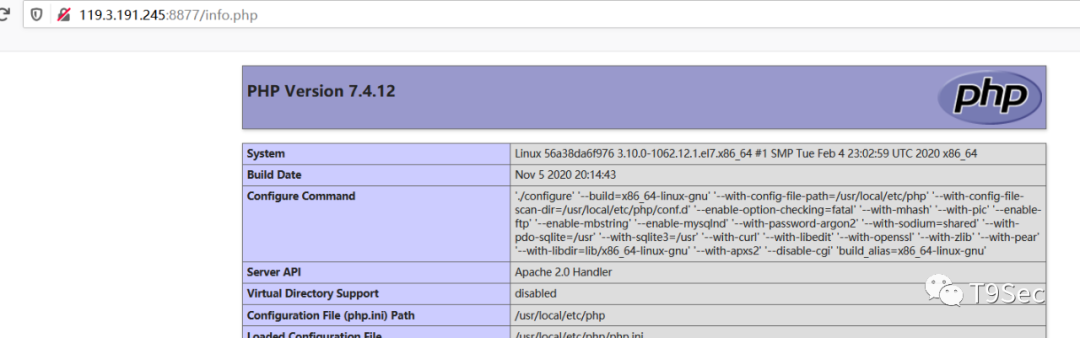 119.3.191.245:8877/info.php
PHP Version 7.4.12
php
System Linux 56a38da6f976 3.10.0-1062.12.1.el7.x86_64 #1 SMP Tue Feb 4 23:02:59 UTC 2020 x86_64
Build Date Nov 5 2020 20:14:43
Configure Command './configure' '--build=x86_64-linux-gnu' '--with-config-file-path=/usr/local/etc/php' '--with-config-file-
scan-dir=/usr/local/etc/php/conf.d' '--enable-option-checking=fatal' '--with-mhash' '--with-pic' '--enable-
ftp' '--enable-mbstring' '--enable-mysqlnd' '--with-password-argon2' '--with-sodium=shared' '--with-
pdo-sqlite=/usr' '--with-sqlite3=/usr' '--with-curl' '--with-libedit' '--with-openssl' '--with-zlib' '--with-pear'
'--with-libdir=lib/x86_64-linux-gnu' '--with-apxs2' '--disable-cgi' 'build_alias=x86_64-linux-gnu'
Server API Apache 2.0 Handler
Virtual Directory Support disabled
T9Sec
Configuration File (php.ini) Path /usr/local/etc/php
Loaded Configuration File /usr/local/etc/php/php.ini